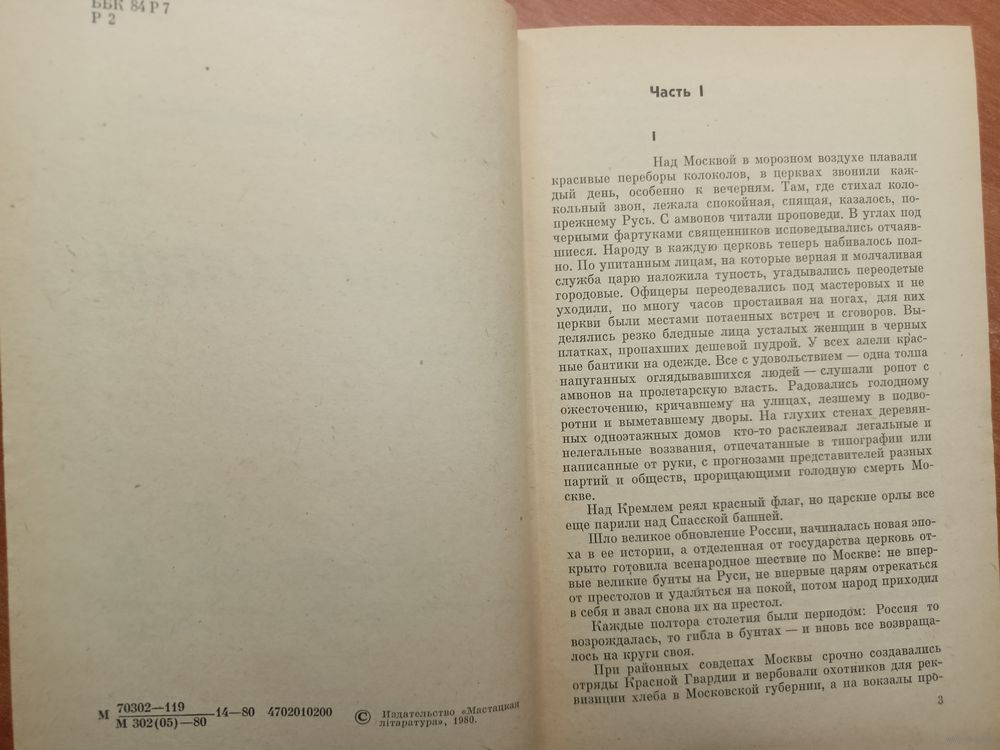 ББК 84 Р 7
Р 2
М 70302—119
М 302(05)—80
—14—80 4702010200
© Издательство «Мастацкая
літаратура», 1980.
Часть I
I
Над Москвой в морозном воздухе плавали
красивые переборы колоколов, в церквах звонили каж-
дый день, особенно к вечерням. Там, где стихал коло-
кольный звон, лежала спокойная, спящая, казалось, по-
прежнему Русь. С амвонов читали проповеди. В углах под
черными фартуками священников исповедывались отчаяв-
шиеся. Народу в каждую церковь теперь набивалось пол-
но. По упитанным лицам, на которые верная и молчаливая
служба царю наложила тупость, угадывались переодетые
городовые. Офицеры переодевались под мастеровых и не
уходили, по многу часов простаивая на ногах, для них
церкви были местами потаенных встреч и сговоров. Вы-
делялись резко бледные лица усталых женщин в черных
платках, пропахших дешевой пудрой. У всех алели крас-
ные бантики на одежде. Все с удовольствием — одна толпа
напуганных оглядывавшихся людей — слушали ропот с
амвонов на пролетарскую власть. Радовались голодному
ожесточению, кричавшему на улицах, лезшему в подво-
ротни и выметавшему дворы. На глухих стенах деревян-
ных одноэтажных домов кто-то расклеивал легальные и
нелегальные воззвания, отпечатанные в типографии или
написанные от руки, с прогнозами представителей разных
партий и обществ, прорицающими голодную смерть Мо-
скве.
Над Кремлем реял красный флаг, но царские орлы все
еще парили над Спасской башней.
Шло великое обновление России, начиналась новая эпо-
ха в ее истории, а отделенная от государства церковь от-
крыто готовила всенародное шествие по Москве: не впер-
вые великие бунты на Руси, не впервые царям отрекаться
от престолов и удаляться на покой, потом народ приходил
в себя и звал снова их на престол.
Каждые полтора столетия были периодом: Россия то
возрождалась, то гибла в бунтах — и вновь все возвраща-
лось на круги своя.
При районных совдепах Москвы срочно создавались
отряды Красной Гвардии и вербовали охотников для рек-
визиции хлеба в Московской губернии, а на вокзалы про-
3